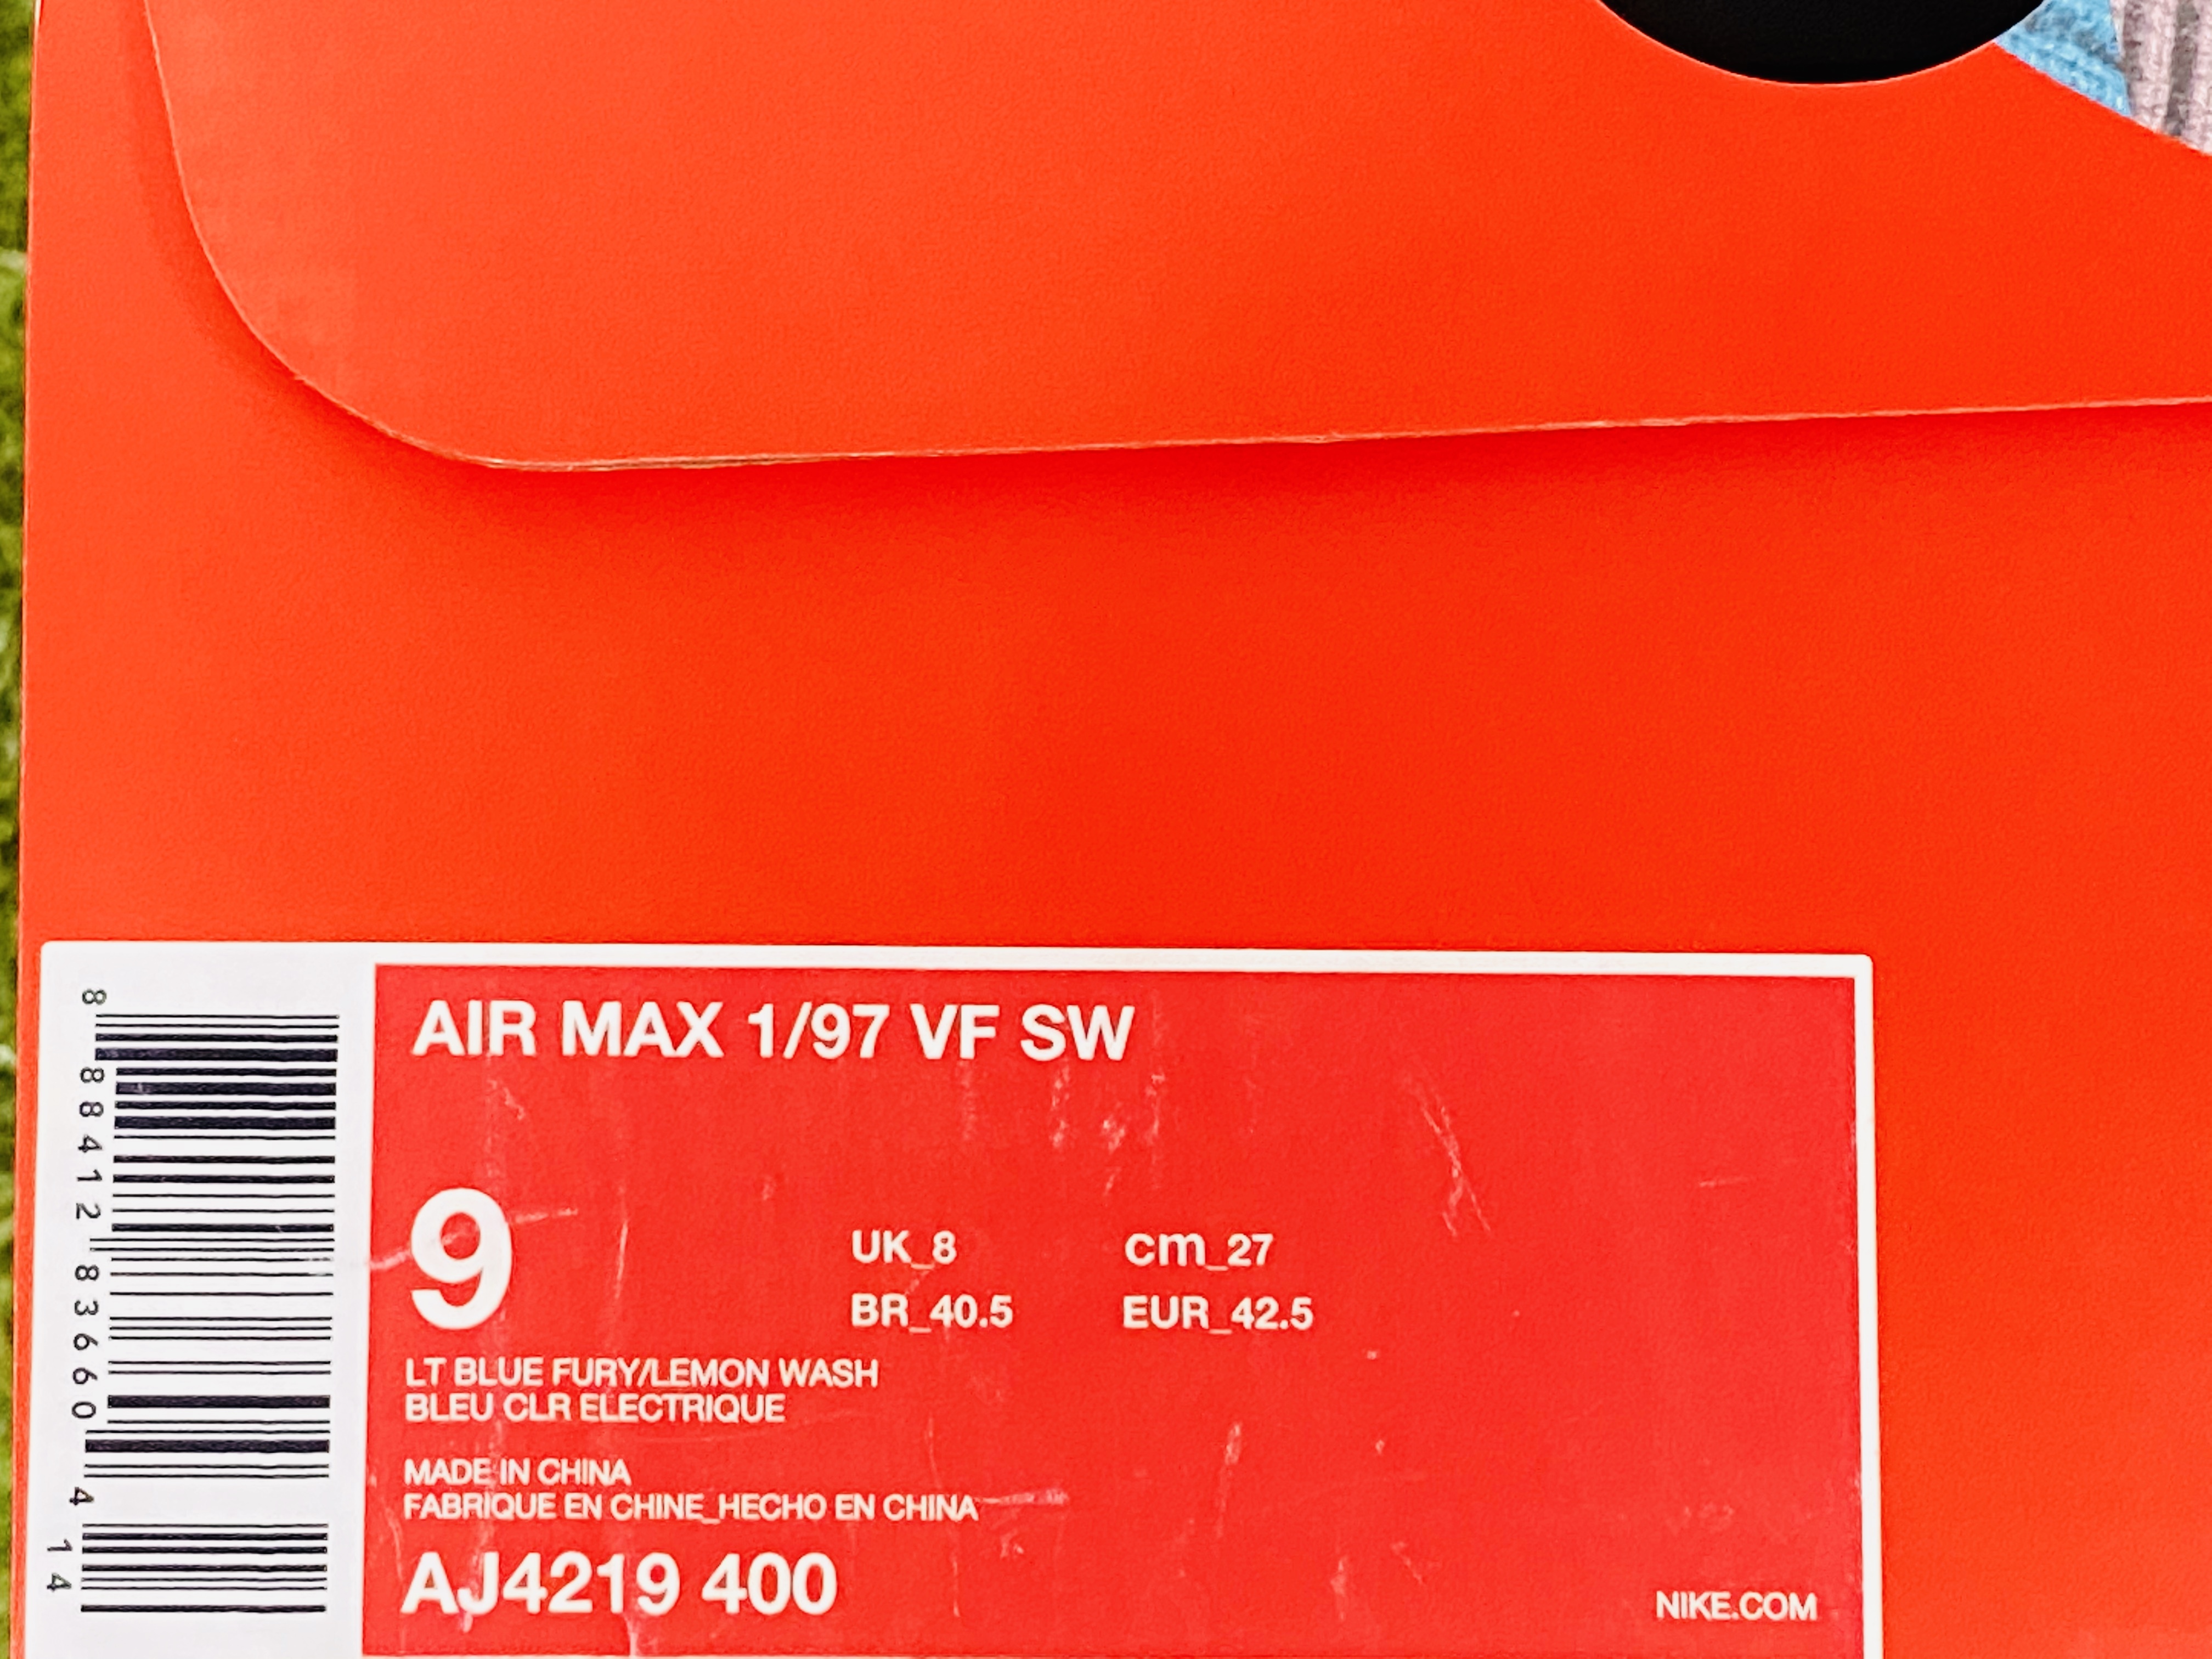 AIR MAX 1/97 VF SW
9
UK_8 cm_27
BR_40.5 EUR_42.5
LT BLUE FURY/LEMON WASH
BLEU CLR ELECTRIQUE
MADE IN CHINA
FABRIQUE EN CHINE_HECHO EN CHINA
AJ4219 400
NIKE.COM
8 88412 83660 4 14